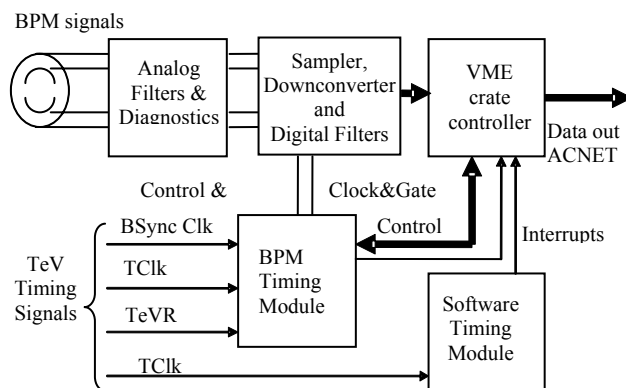 BPM signals
Analog
Filters &
Diagnostics
Sampler,
Downconverter
and
Digital Filters
VME
crate
controller
Data out
ACNET
Control &
Clock&Gate
Control
Interrupts
TeV
Timing
Signals
BSync Clk
TClk
TeVR
TClk
BPM
Timing
Module
Software
Timing
Module